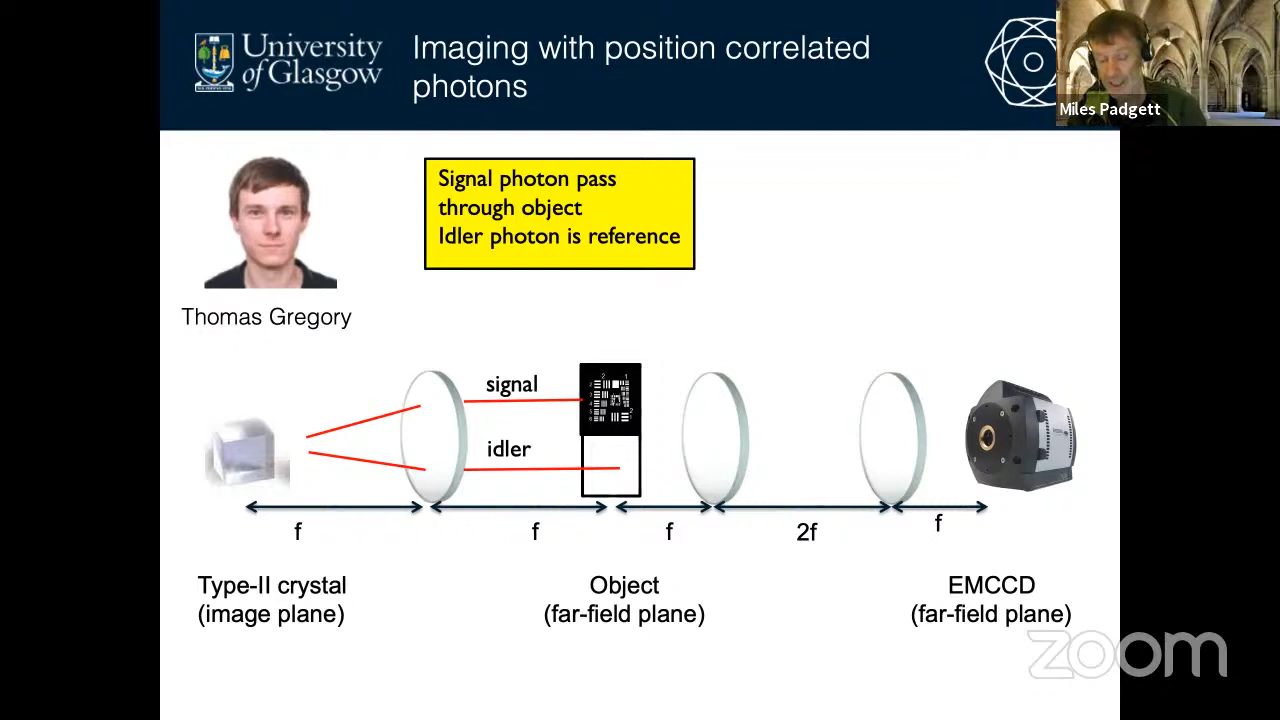 University
of Glasgow
Imaging with position correlated
photons
Miles Padgett
Signal photon pass
through object
Idler photon is reference
Thomas Gregory
signal
idler
f
f
f
2f
f
Type-II crystal
(image plane)
Object
(far-field plane)
EMCCD
(far-field plane)
zoom